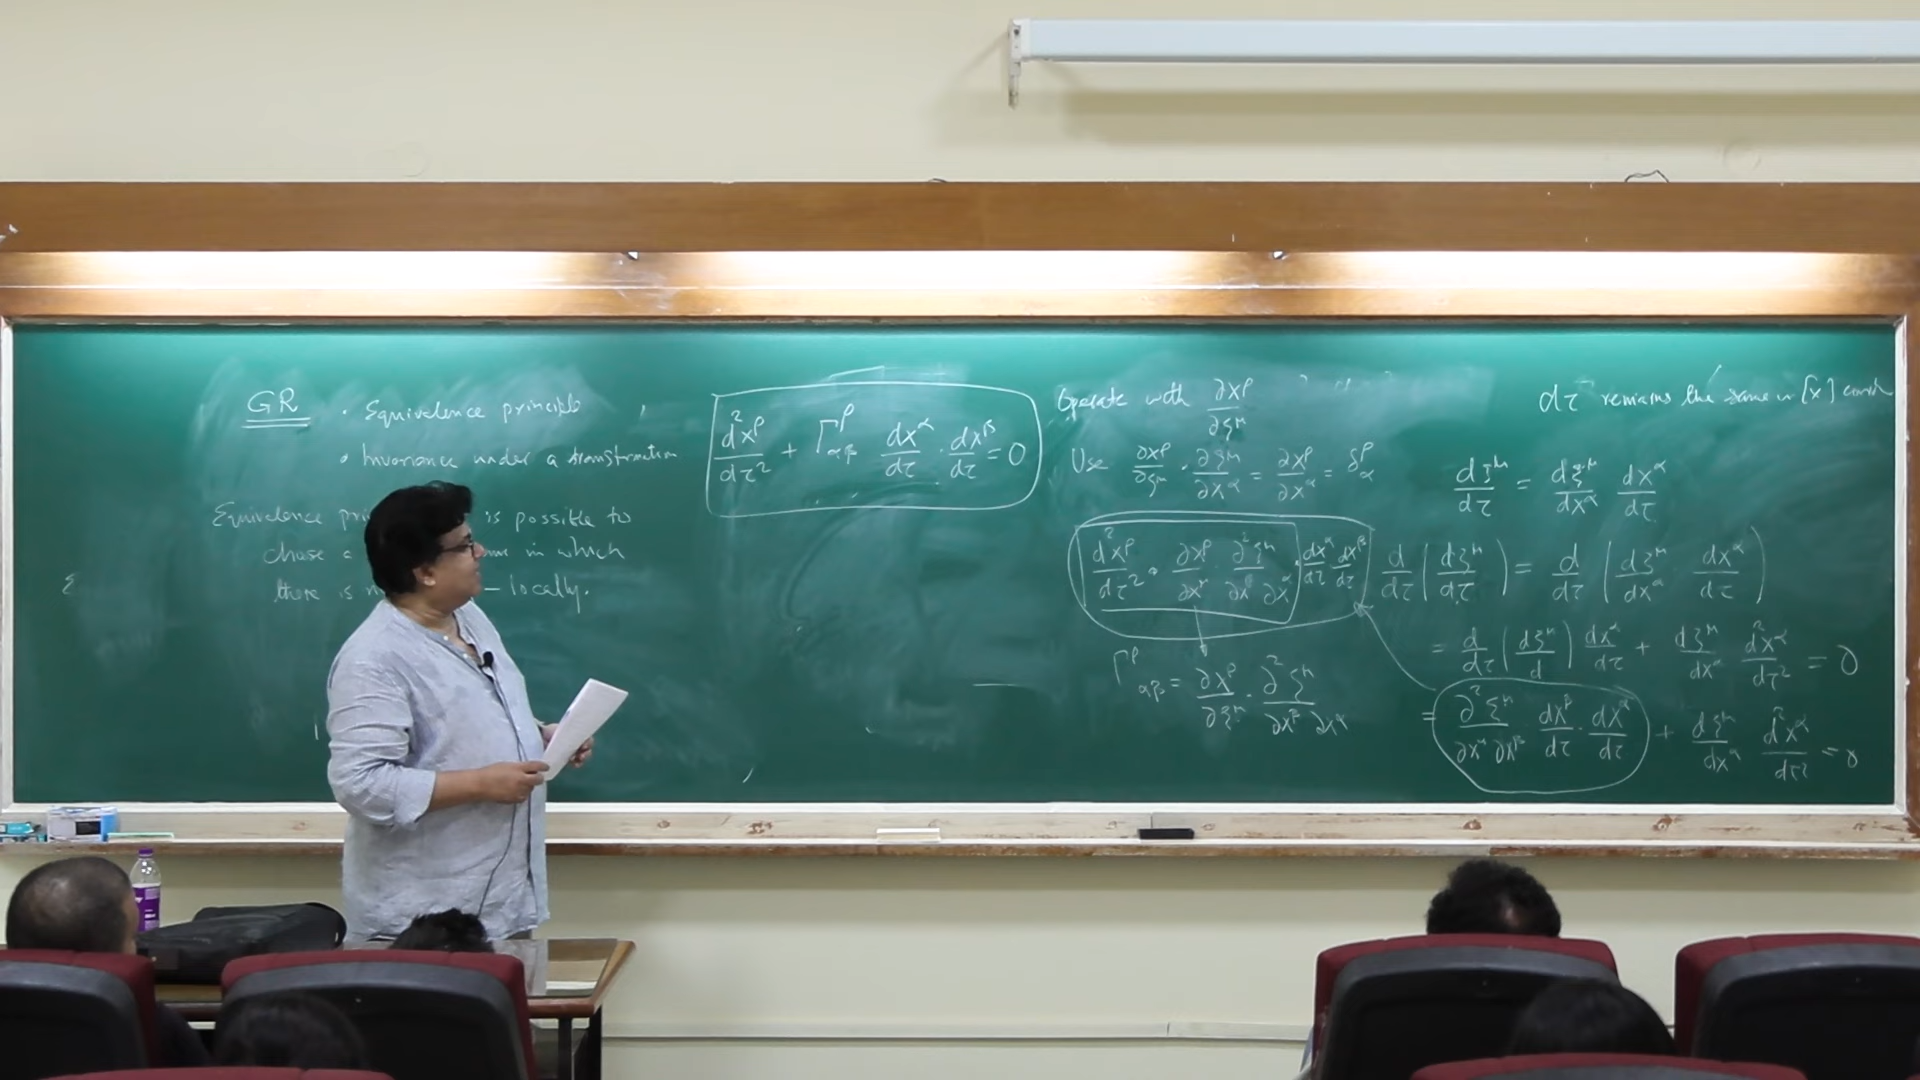 GR · Equivalence principle
· Invariance under a transformation
Equivalence is possible to
chose a in which
there is – locally.
d²x^ρ/dτ² + Γ^ρ_αβ dx^α/dτ · dx^β/dτ = 0
Operate with ∂x^ρ/∂ξ^μ
Use ∂x^ρ/∂ξ^μ · ∂ξ^μ/∂x^α = ∂x^ρ/∂x^α = δ^ρ_α
d²x^ρ/dτ² · ∂x^ρ/∂x^μ · ∂²ξ^μ/∂x^β ∂x^α · dx^α/dτ dx^β/dτ
Γ^ρ_αβ = ∂x^ρ/∂ξ^μ · ∂²ξ^μ/∂x^β ∂x^α
dτ remains the same in [x]
dξ^μ/dτ = dξ^μ/dx^α dx^α/dτ
d/dτ (dξ^μ/dτ) = d/dτ (dξ^μ/dx^α dx^α/dτ)
= d/dτ (dξ^μ/d) dx^α/dτ + dξ^μ/dx^α d²x^α/dτ² = 0
= ∂²ξ^μ/∂x^α ∂x^β · dx^β/dτ · dx^α/dτ + dξ^μ/dx^α d²x^α/dτ² = 0